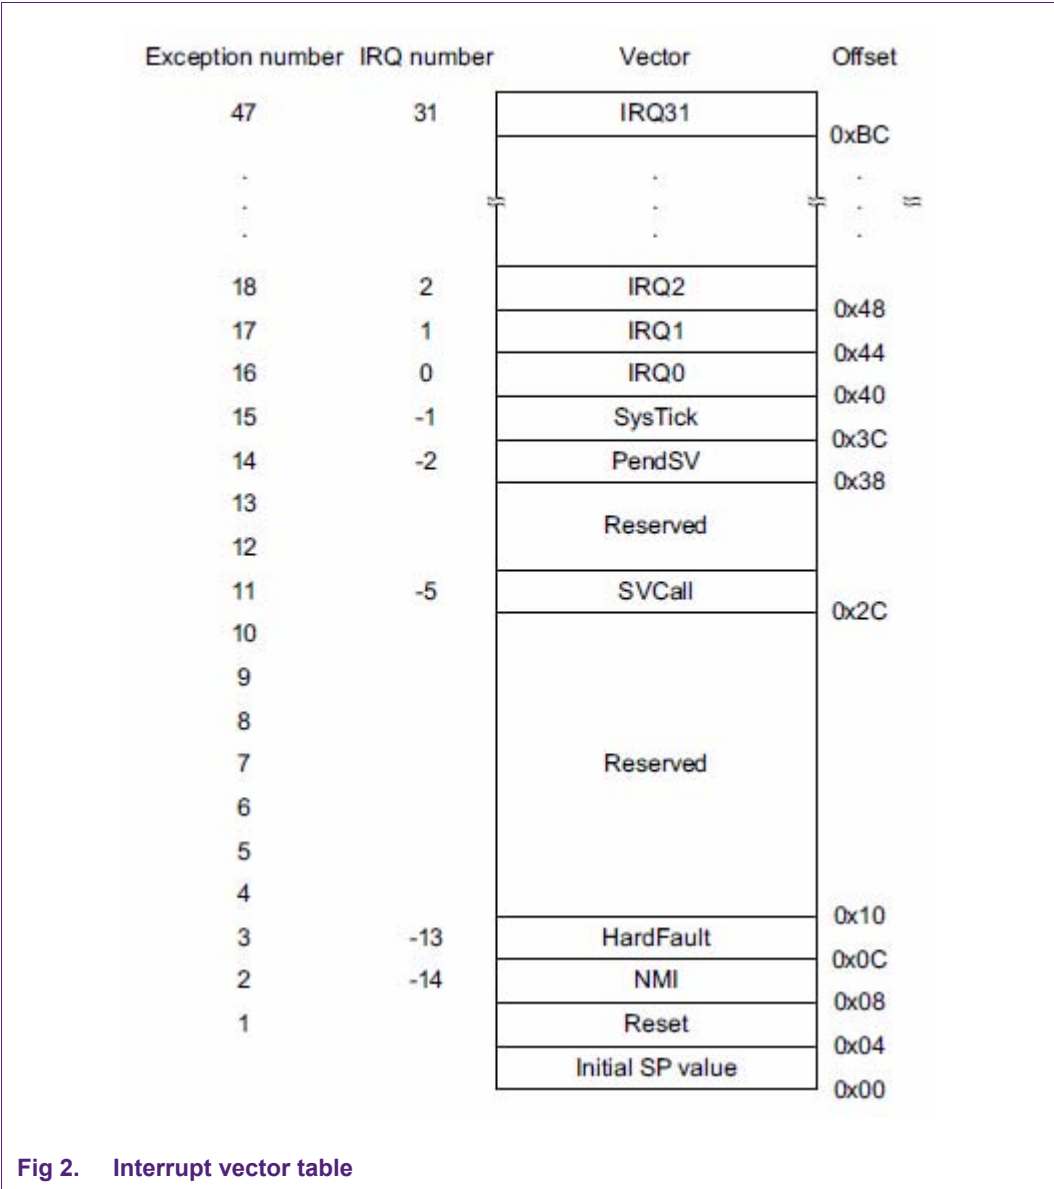 Exception number IRQ number Vector Offset
47 31 IRQ31
0xBC
. . .
. . .
. . .
18 2 IRQ2
0x48
17 1 IRQ1
0x44
16 0 IRQ0
0x40
15 -1 SysTick
0x3C
14 -2 PendSV
0x38
13
Reserved
12
11 -5 SVCall
0x2C
10
9
8
7 Reserved
6
5
4
0x10
3 -13 HardFault
0x0C
2 -14 NMI
0x08
1 Reset
0x04
Initial SP value
0x00
Fig 2. Interrupt vector table